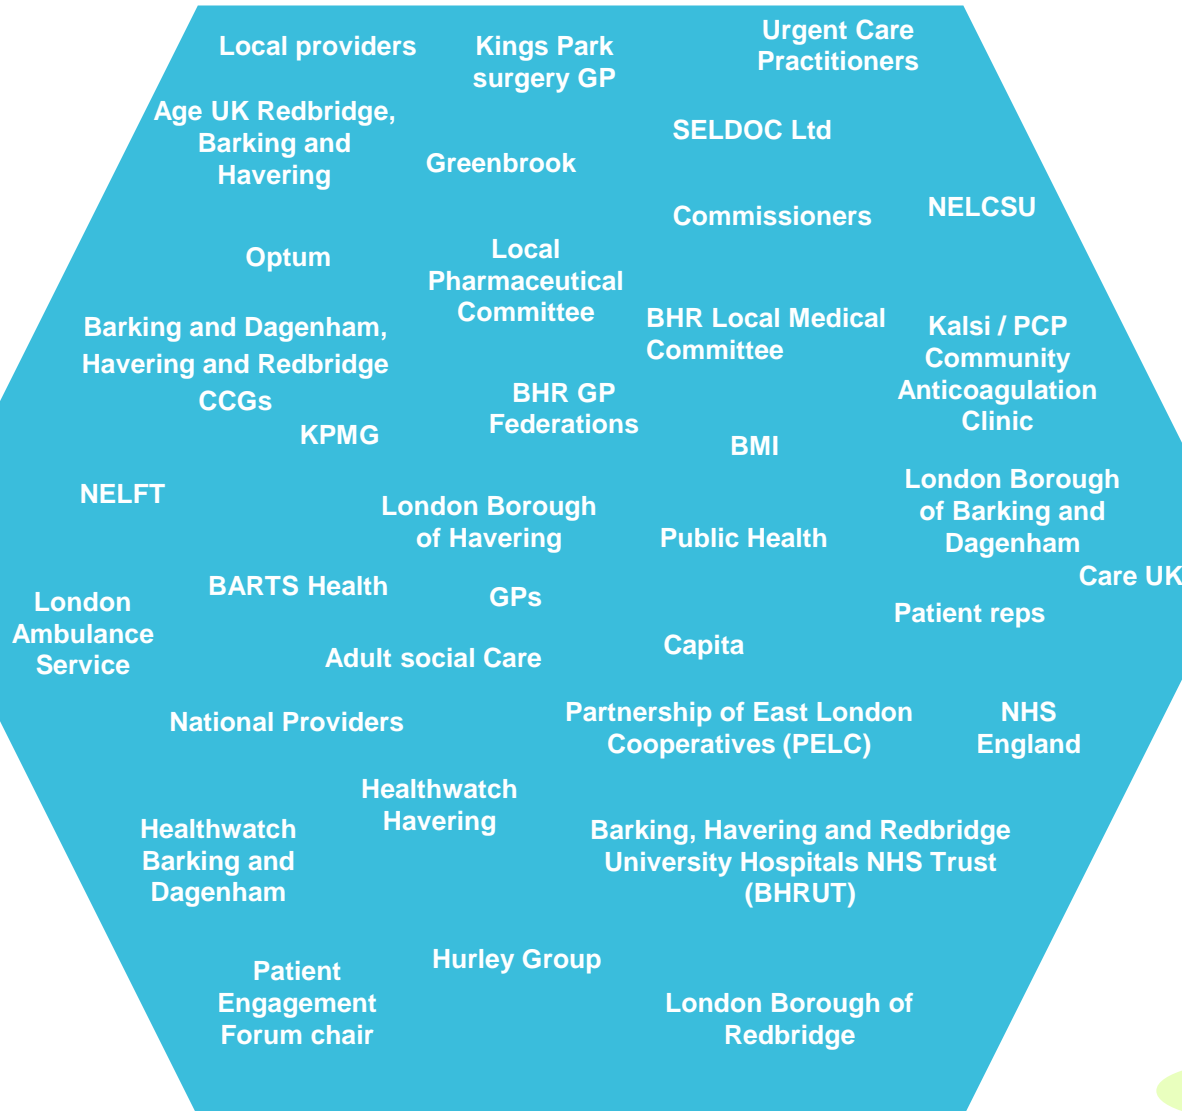 Local providers
Kings Park
surgery GP
Urgent Care
Practitioners
Age UK Redbridge,
Barking and
Havering
Greenbrook
SELDOC Ltd
Commissioners
NELCSU
Optum
Local
Pharmaceutical
Committee
Barking and Dagenham,
Havering and Redbridge
CCGs
BHR Local Medical
Committee
Kalsi / PCP
Community
Anticoagulation
Clinic
KPMG
BHR GP
Federations
BMI
NELFT
London Borough
of Havering
Public Health
London Borough
of Barking and
Dagenham
Care UK
London
Ambulance
Service
BARTS Health
GPs
Patient reps
Adult social Care
Capita
National Providers
Partnership of East London
Cooperatives (PELC)
NHS
England
Healthwatch
Havering
Healthwatch
Barking and
Dagenham
Barking, Havering and Redbridge
University Hospitals NHS Trust
(BHRUT)
Patient
Engagement
Forum chair
Hurley Group
London Borough of
Redbridge